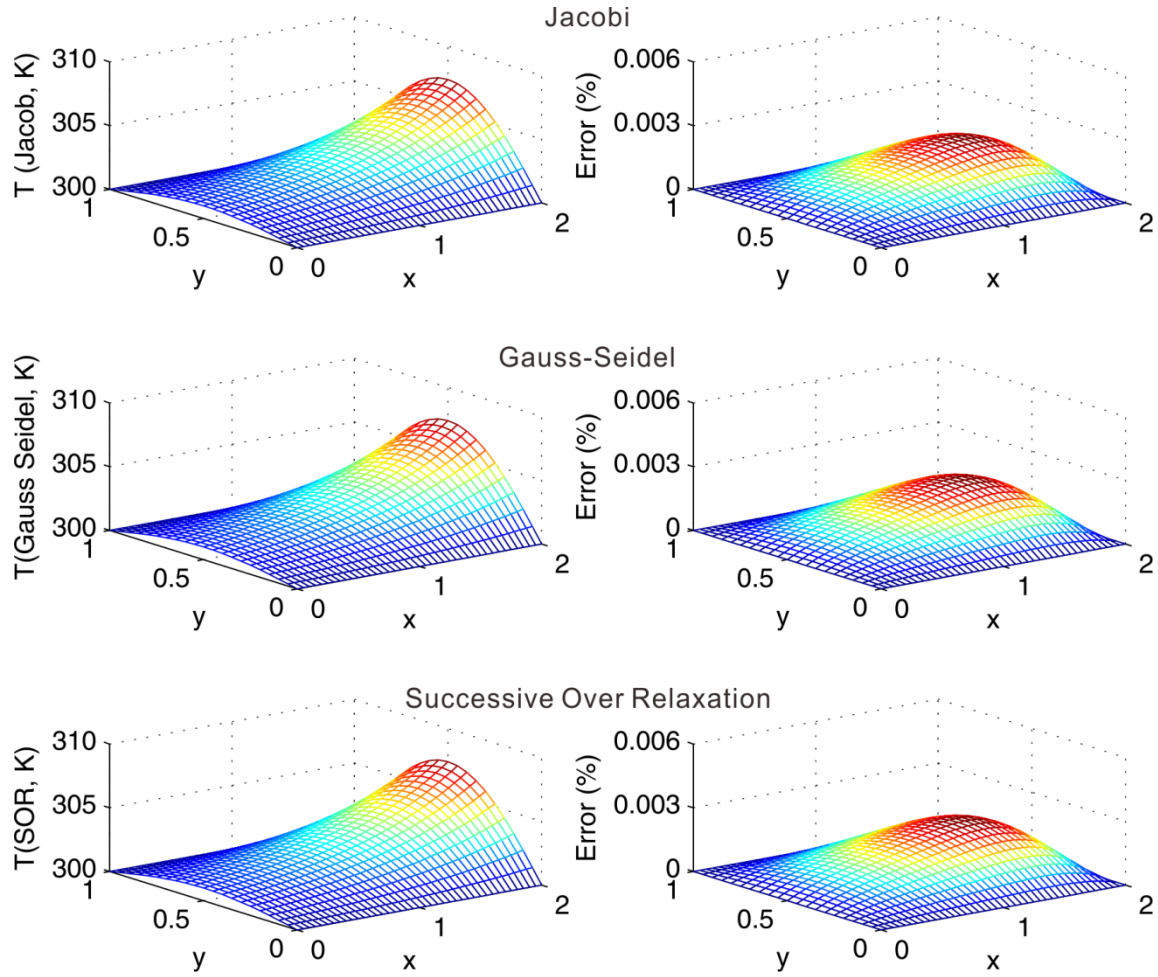 Jacobi
T (Jacob, K)
310
305
300
1
0.5
0
y
0
1
2
x
Error (%)
0.006
0.003
0
1
0.5
0
y
0
1
2
x
Gauss-Seidel
T(Gauss Seidel, K)
310
305
300
1
0.5
0
y
0
1
2
x
Error (%)
0.006
0.003
0
1
0.5
0
y
0
1
2
x
Successive Over Relaxation
T(SOR, K)
310
305
300
1
0.5
0
y
0
1
2
x
Error (%)
0.006
0.003
0
1
0.5
0
y
0
1
2
x